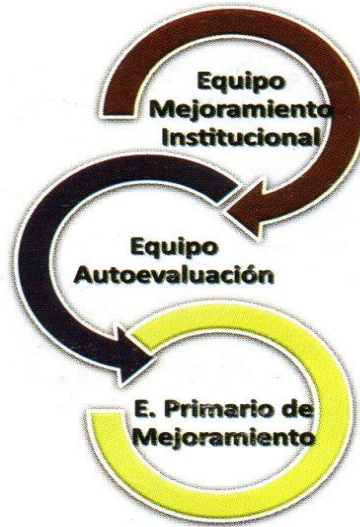 Equipo
Mejoramiento
Institucional
Equipo
Autoevaluación
E. Primario de
Mejoramiento